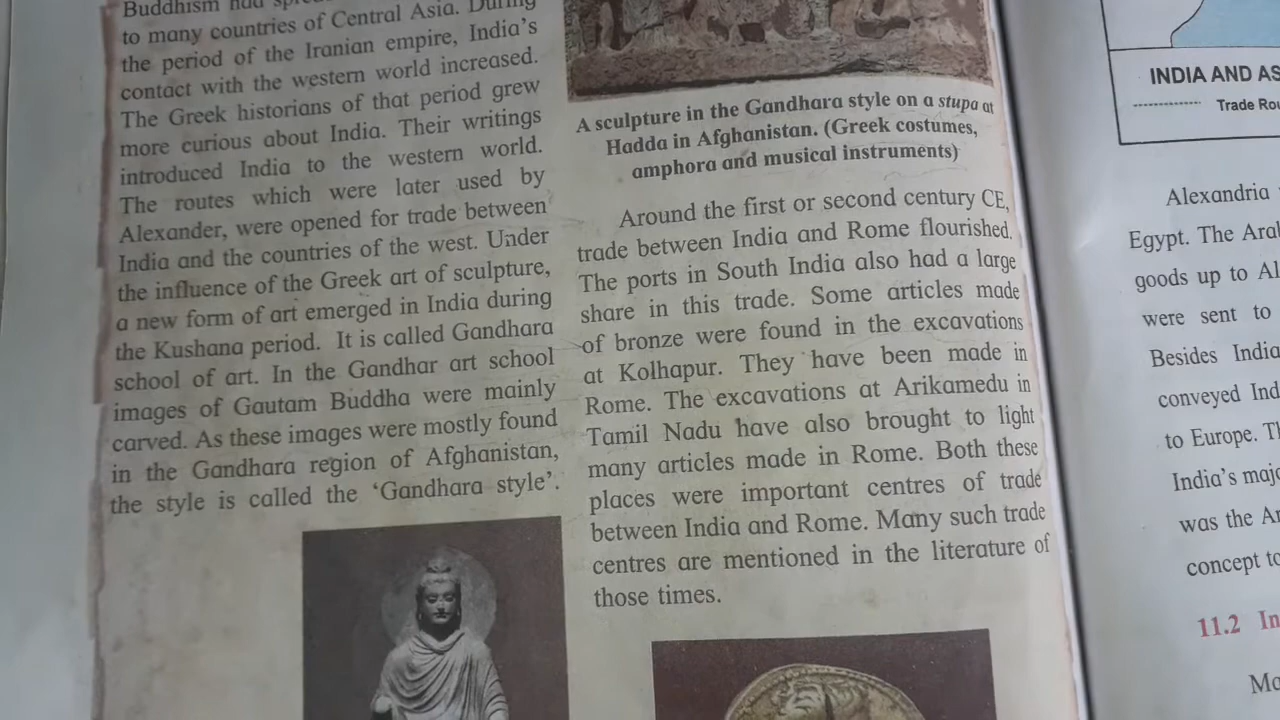 Buddhism had
to many countries of Central Asia. During
the period of the Iranian empire, India's
contact with the western world increased.
The Greek historians of that period grew
more curious about India. Their writings
introduced India to the western world.
The routes which were later used by
Alexander, were opened for trade between
India and the countries of the west. Under
the influence of the Greek art of sculpture,
a new form of art emerged in India during
the Kushana period. It is called Gandhara
school of art. In the Gandhar art school
images of Gautam Buddha were mainly
carved. As these images were mostly found
in the Gandhara region of Afghanistan,
the style is called the ‘Gandhara style’.
A sculpture in the Gandhara style on a stupa at
Hadda in Afghanistan. (Greek costumes,
amphora and musical instruments)
Around the first or second century CE,
trade between India and Rome flourished.
The ports in South India also had a large
share in this trade. Some articles made
of bronze were found in the excavations
at Kolhapur. They have been made in
Rome. The excavations at Arikamedu in
Tamil Nadu have also brought to light
many articles made in Rome. Both these
places were important centres of trade
between India and Rome. Many such trade
centres are mentioned in the literature of
those times.
INDIA AND AS
Trade Rou
Alexandria
Egypt. The Arab
goods up to Al
were sent to
Besides India
conveyed Ind
to Europe. Th
India's majo
was the Ar
concept to
11.2 In
Mo